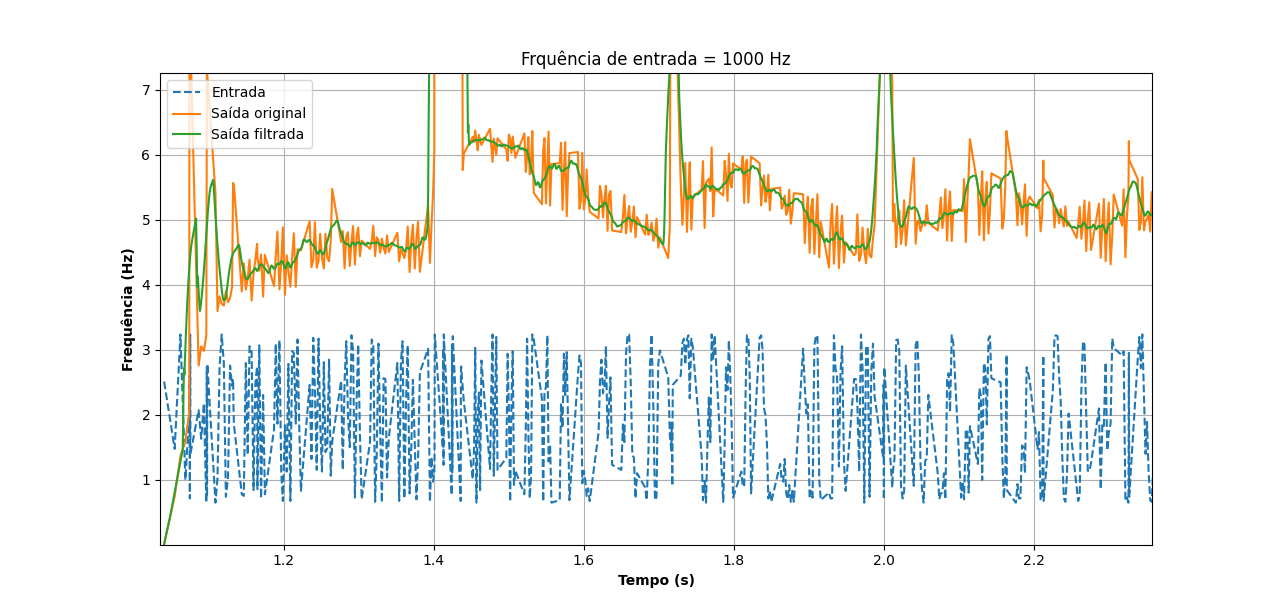 Frquência de entrada = 1000 Hz
Entrada
Saída original
Saída filtrada
Frequência (Hz)
7
6
5
4
3
2
1
1.2 1.4 1.6 1.8 2.0 2.2
Tempo (s)